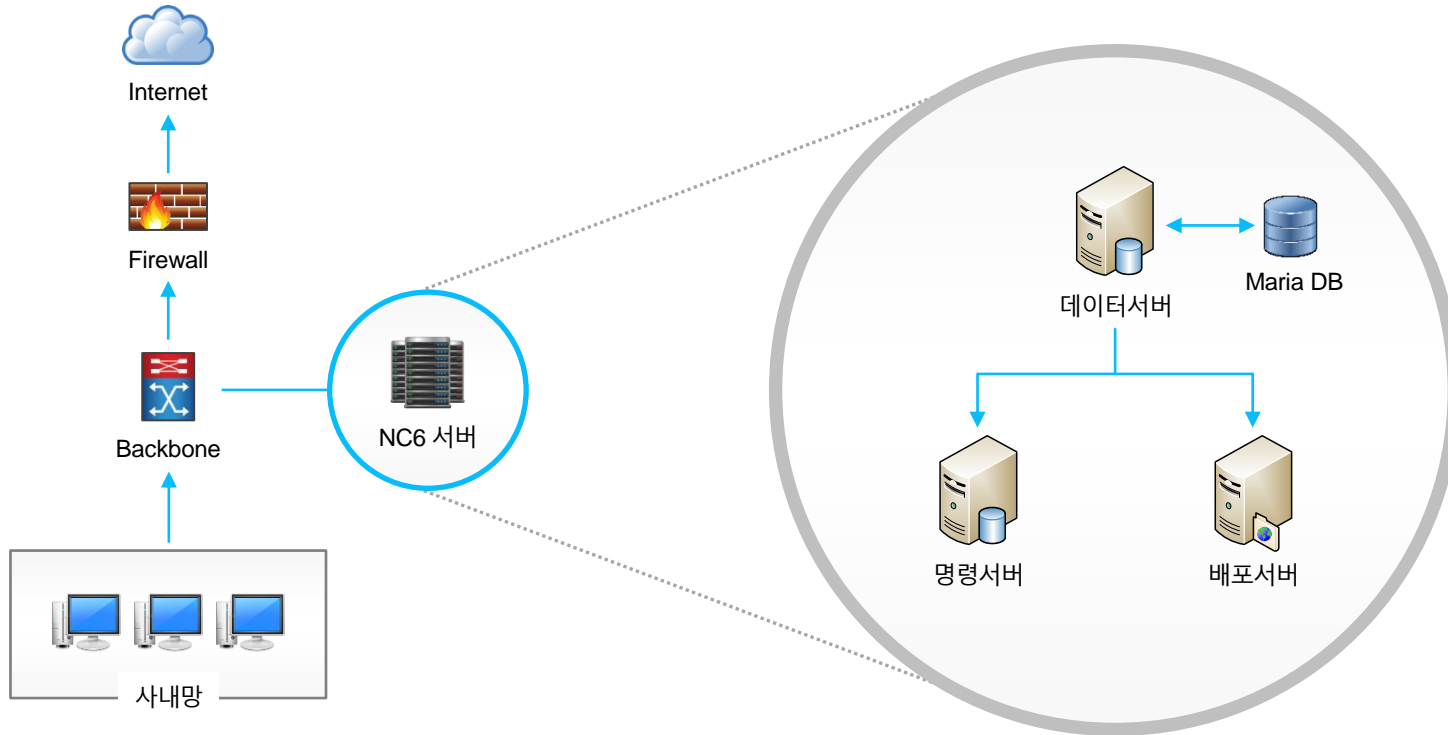 Internet
Firewall
Backbone
사내망
NC6 서버
데이터서버
Maria DB
명령서버
배포서버